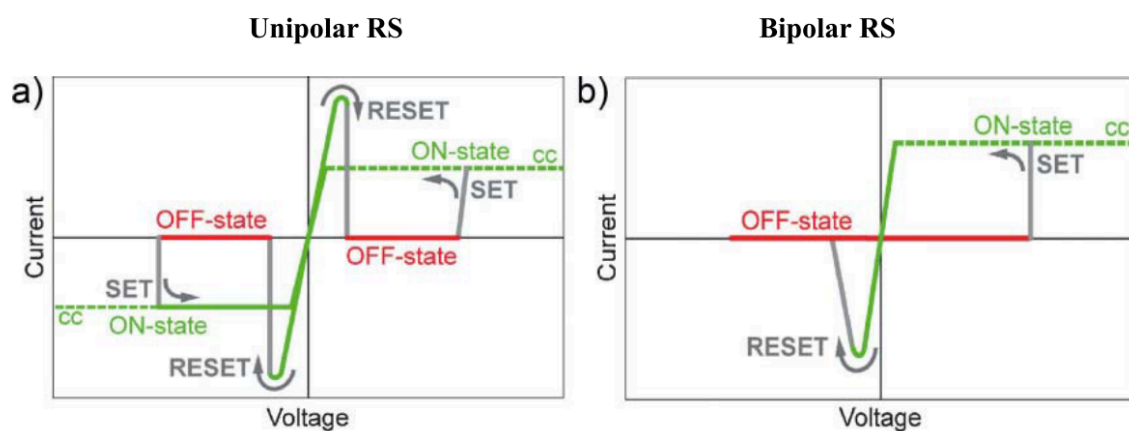 Unipolar RS
Bipolar RS
a)
RESET
ON-state
cc
SET
OFF-state
OFF-state
SET
cc
ON-state
RESET
Current
Voltage
b)
ON-state
cc
SET
OFF-state
RESET
Current
Voltage